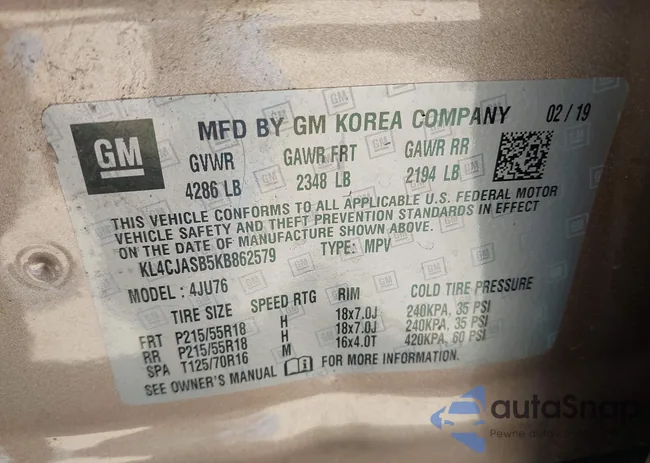 GM
MFD BY GM KOREA COMPANY 02/19
GVWR GAWR FRT GAWR RR
4286 LB 2348 LB 2194 LB
THIS VEHICLE CONFORMS TO ALL APPLICABLE U.S. FEDERAL MOTOR
VEHICLE SAFETY AND THEFT PREVENTION STANDARDS IN EFFECT
ON THE DATE OF MANUFACTURE SHOWN ABOVE.
KL4CJASB5KB862579 TYPE: MPV
MODEL: 4JU76
TIRE SIZE SPEED RTG RIM COLD TIRE PRESSURE
FRT P215/55R18 H 18x7.0J 240KPA, 35 PSI
RR P215/55R18 H 18x7.0J 240KPA, 35 PSI
SPA T125/70R16 M 16x4.0T 420KPA, 60 PSI
SEE OWNER'S MANUAL FOR MORE INFORMATION.
autoSnap